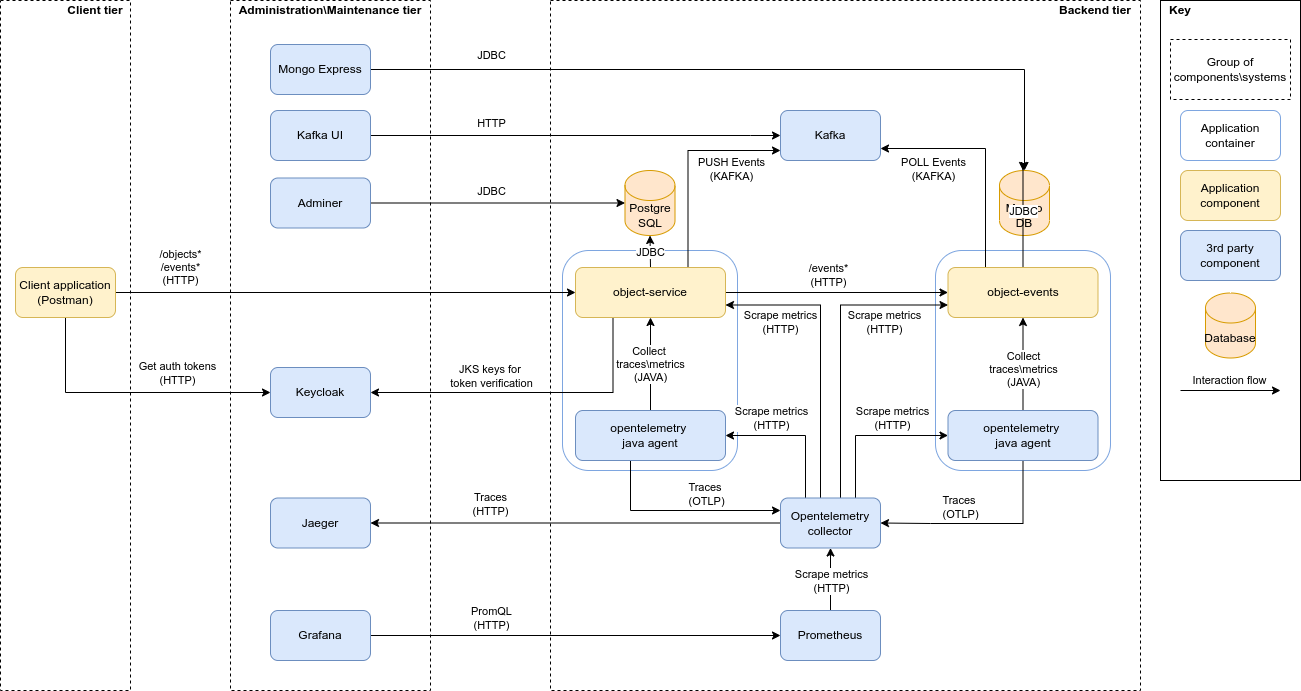 Client tier
Administration\Maintenance tier
Backend tier
Key
Mongo Express
JDBC
Group of
components\systems
Kafka UI
HTTP
Kafka
Application
container
PUSH Events
(KAFKA)
POLL Events
(KAFKA)
Adminer
JDBC
Postgre
SQL
JDBC
DB
Application
component
JDBC
/objects*
/events*
(HTTP)
3rd party
component
Client application
(Postman)
object-service
/events*
(HTTP)
object-events
Scrape metrics
(HTTP)
Scrape metrics
(HTTP)
Database
Get auth tokens
(HTTP)
Keycloak
JKS keys for
token verification
Collect
traces\metrics
(JAVA)
Collect
traces\metrics
(JAVA)
Interaction flow
opentelemetry
java agent
Scrape metrics
(HTTP)
Scrape metrics
(HTTP)
opentelemetry
java agent
Jaeger
Traces
(HTTP)
Traces
(OTLP)
Opentelemetry
collector
Traces
(OTLP)
Scrape metrics
(HTTP)
Grafana
PromQL
(HTTP)
Prometheus